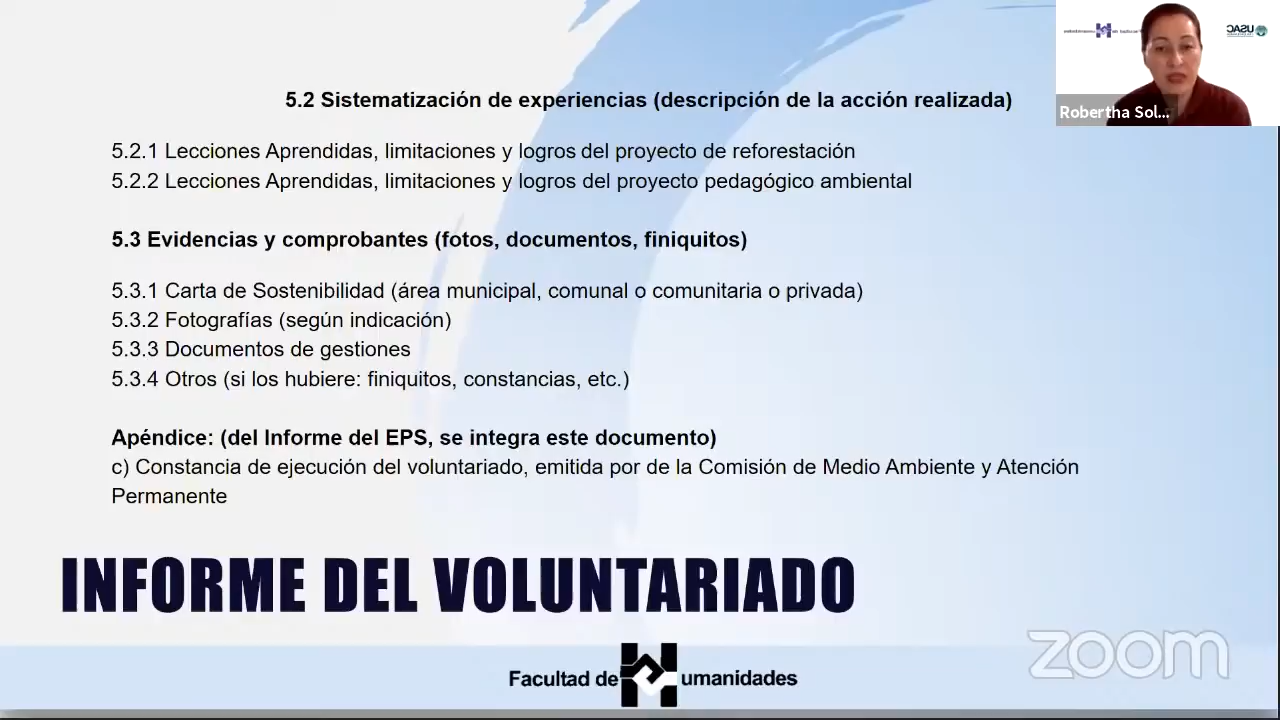 5.2 Sistematización de experiencias (descripción de la acción realizada)
5.2.1 Lecciones Aprendidas, limitaciones y logros del proyecto de reforestación
5.2.2 Lecciones Aprendidas, limitaciones y logros del proyecto pedagógico ambiental
5.3 Evidencias y comprobantes (fotos, documentos, finiquitos)
5.3.1 Carta de Sostenibilidad (área municipal, comunal o comunitaria o privada)
5.3.2 Fotografías (según indicación)
5.3.3 Documentos de gestiones
5.3.4 Otros (si los hubiere: finiquitos, constancias, etc.)
Apéndice: (del Informe del EPS, se integra este documento)
c) Constancia de ejecución del voluntariado, emitida por de la Comisión de Medio Ambiente y Atención
Permanente
INFORME DEL VOLUNTARIADO
Facultad de Humanidades
zoom
USAC
Robertha Sol...